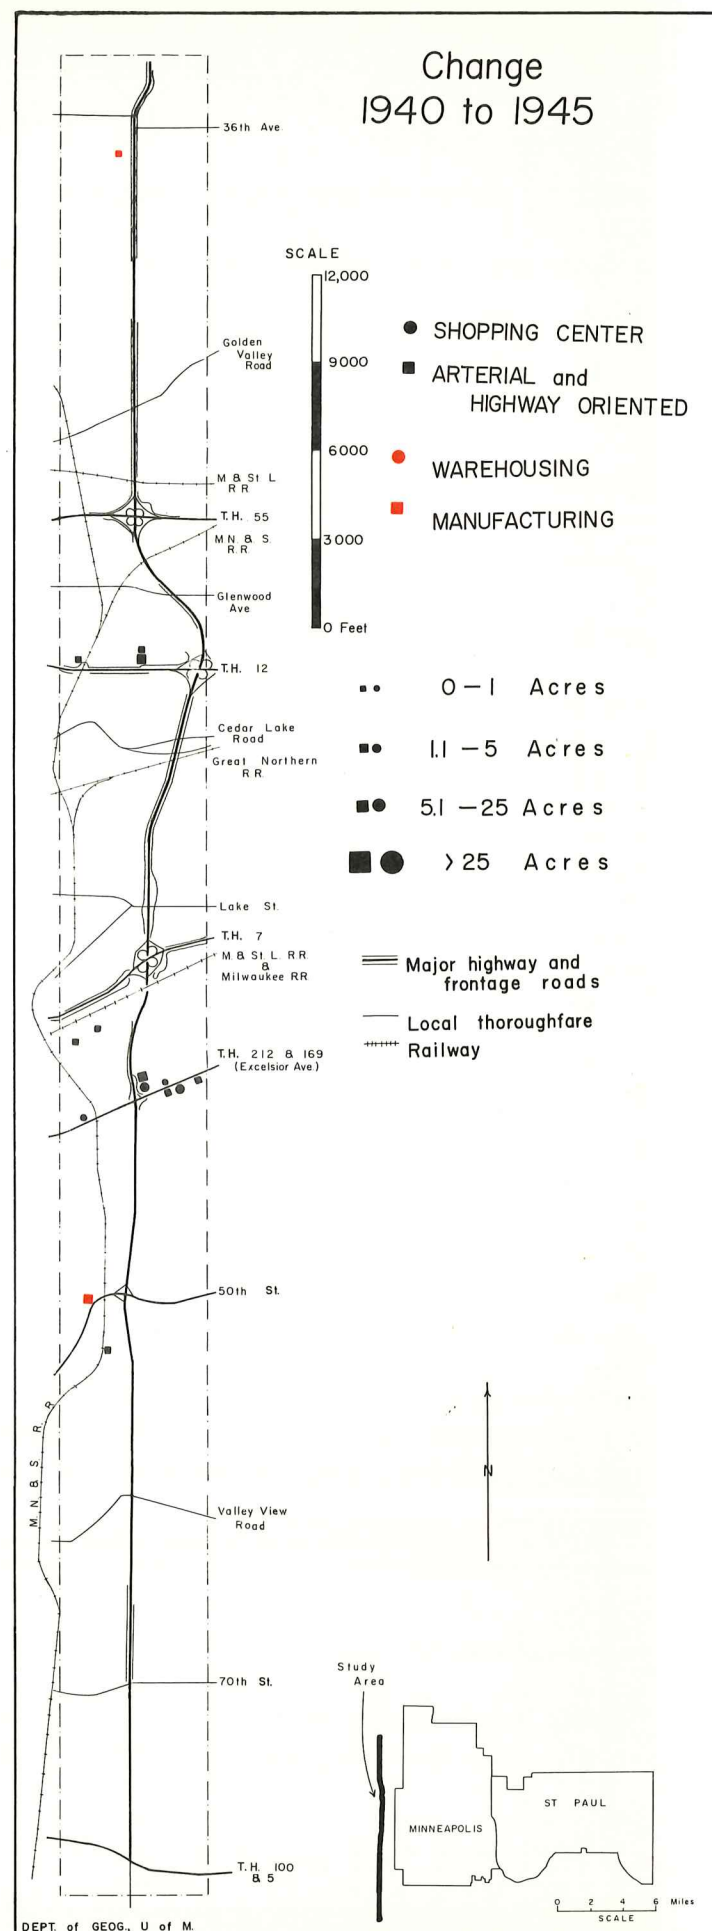 Change
1940 to 1945
36th Ave.
SCALE
12,000
9000
6000
3000
0 Feet
SHOPPING CENTER
ARTERIAL and
HIGHWAY ORIENTED
WAREHOUSING
MANUFACTURING
Golden
Valley
Road
M & St. L.
R.R.
T.H. 55
M.N. & S.
R.R.
Glenwood
Ave.
T.H. 12
0 – 1 Acres
1.1 – 5 Acres
5.1 – 25 Acres
> 25 Acres
Cedar Lake
Road
Great Northern
R.R.
Lake St.
T.H. 7
M & St. L. R.R.
&
Milwaukee R.R.
Major highway and
frontage roads
Local thoroughfare
Railway
T.H. 212 & 169
(Excelsior Ave.)
50th St.
N
M. N. & S. R. R.
Valley View
Road
70th St.
Study
Area
MINNEAPOLIS
ST PAUL
T.H. 100
& 5
0 2 4 6 Miles
SCALE
DEPT. of GEOG., U of M.